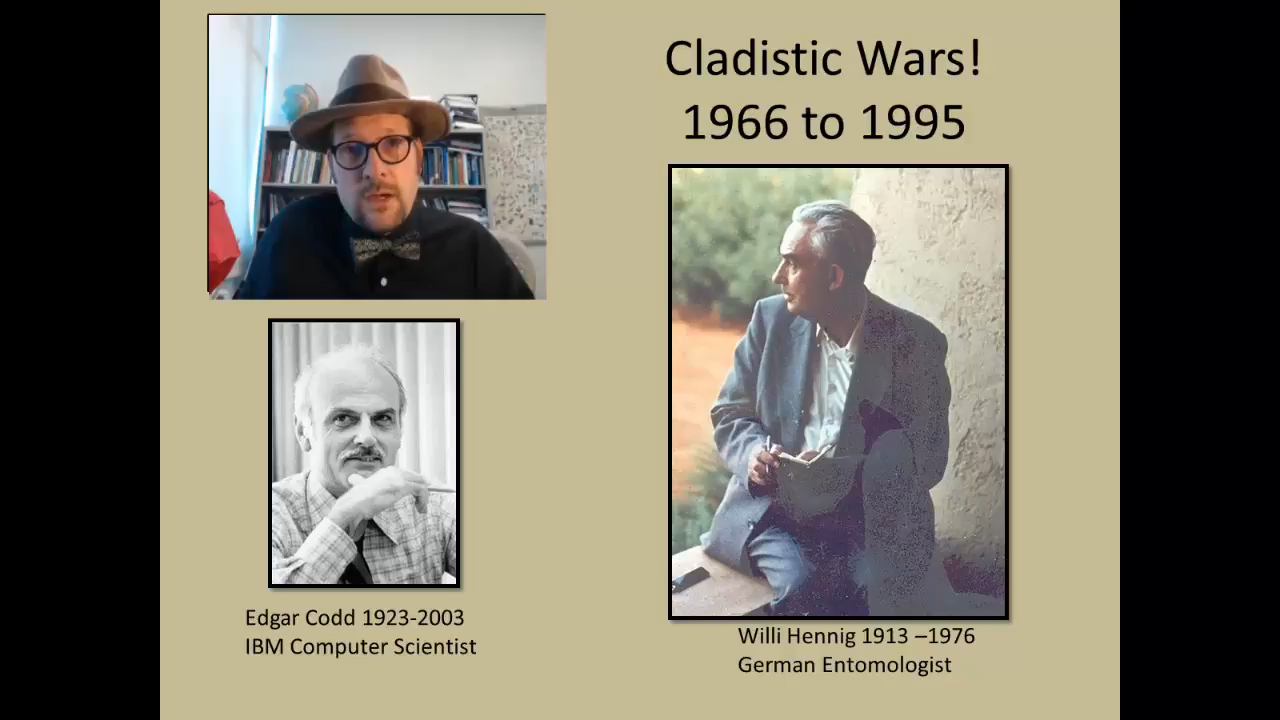 Cladistic Wars!
1966 to 1995
Edgar Codd 1923-2003
IBM Computer Scientist
Willi Hennig 1913 –1976
German Entomologist